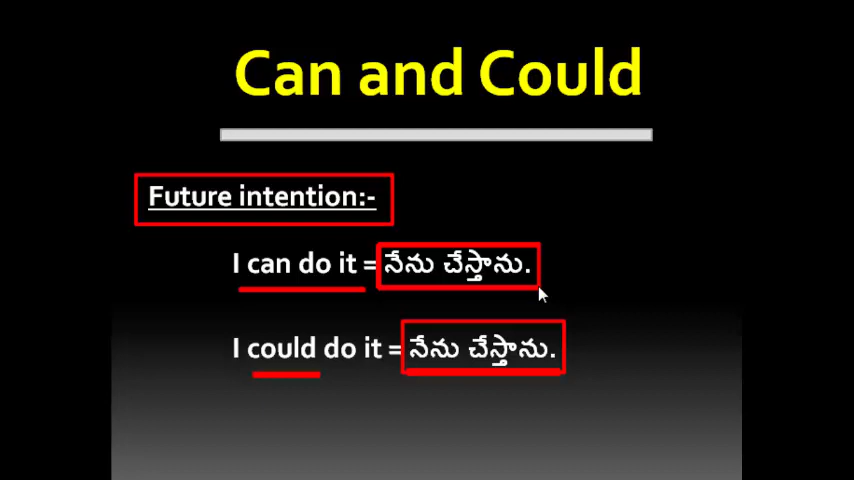 Can and Could
Future intention:-
I can do it = నేను చేస్తాను.
I could do it = నేను చేస్తాను.